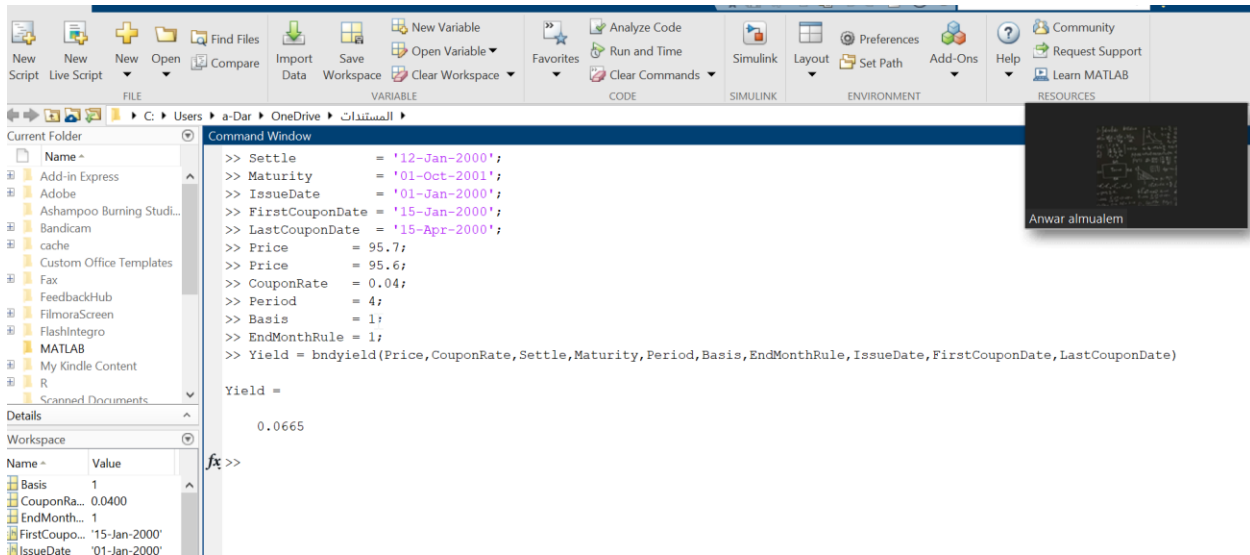 New Script
New Live Script
New
Open
Find Files
Compare
FILE
Import Data
Save Workspace
New Variable
Open Variable
Clear Workspace
VARIABLE
Favorites
Analyze Code
Run and Time
Clear Commands
CODE
Simulink
SIMULINK
Layout
Preferences
Set Path
Add-Ons
ENVIRONMENT
Help
Community
Request Support
Learn MATLAB
RESOURCES
C: Users a-Dar OneDrive المستندات
Current Folder
Name
Add-in Express
Adobe
Ashampoo Burning Studi...
Bandicam
cache
Custom Office Templates
Fax
FeedbackHub
FilmoraScreen
FlashIntegro
MATLAB
My Kindle Content
R
Scanned Documents
Details
Workspace
Name Value
Basis 1
CouponRa... 0.0400
EndMonth... 1
FirstCoupo... '15-Jan-2000'
IssueDate '01-Jan-2000'
Command Window
>> Settle = '12-Jan-2000';
>> Maturity = '01-Oct-2001';
>> IssueDate = '01-Jan-2000';
>> FirstCouponDate = '15-Jan-2000';
>> LastCouponDate = '15-Apr-2000';
>> Price = 95.7;
>> Price = 95.6;
>> CouponRate = 0.04;
>> Period = 4;
>> Basis = 1;
>> EndMonthRule = 1;
>> Yield = bndyield(Price,CouponRate,Settle,Maturity,Period,Basis,EndMonthRule,IssueDate,FirstCouponDate,LastCouponDate)
Yield =
0.0665
fx >>
Anwar almualem